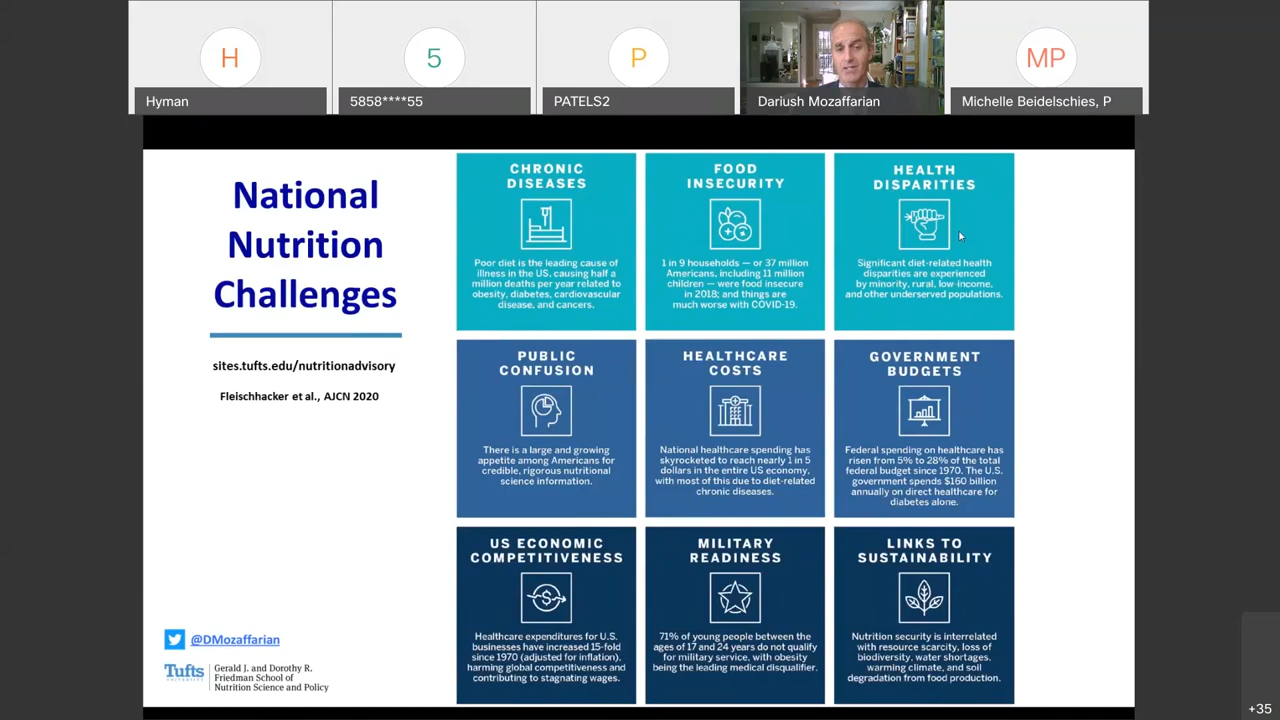 H
5
P
MP
Hyman
5858****55
PATELS2
Dariush Mozaffarian
Michelle Beidelschies, P
National
Nutrition
Challenges
sites.tufts.edu/nutritionadvisory
Fleischhacker et al., AJCN 2020
CHRONIC
DISEASES
Poor diet is the leading cause of
illness in the US, causing half a
million deaths per year related to
obesity, diabetes, cardiovascular
disease, and cancers.
FOOD
INSECURITY
1 in 9 households — or 37 million
Americans, including 11 million
children — were food insecure
in 2018; and things are
much worse with COVID-19.
HEALTH
DISPARITIES
Significant diet-related health
disparities are experienced
by minority, rural, low-income,
and other underserved populations.
PUBLIC
CONFUSION
There is a large and growing
appetite among Americans for
credible, rigorous nutritional
science information.
HEALTHCARE
COSTS
National healthcare spending has
skyrocketed to reach nearly 1 in 5
dollars in the entire US economy,
with most of this due to diet-related
chronic diseases.
GOVERNMENT
BUDGETS
Federal spending on healthcare has
risen from 5% to 28% of the total
federal budget since 1970. The U.S.
government spends $160 billion
annually on direct healthcare for
diabetes alone.
US ECONOMIC
COMPETITIVENESS
Healthcare expenditures for U.S.
businesses have increased 15-fold
since 1970 (adjusted for inflation),
harming global competitiveness and
contributing to stagnating wages.
MILITARY
READINESS
71% of young people between the
ages of 17 and 24 years do not qualify
for military service, with obesity
being the leading medical disqualifier.
LINKS TO
SUSTAINABILITY
Nutrition security is interrelated
with resource scarcity, loss of
biodiversity, water shortages,
warming climate, and soil
degradation from food production.
@DMozaffarian
Tufts
UNIVERSITY
Gerald J. and Dorothy R.
Friedman School of
Nutrition Science and Policy
+35